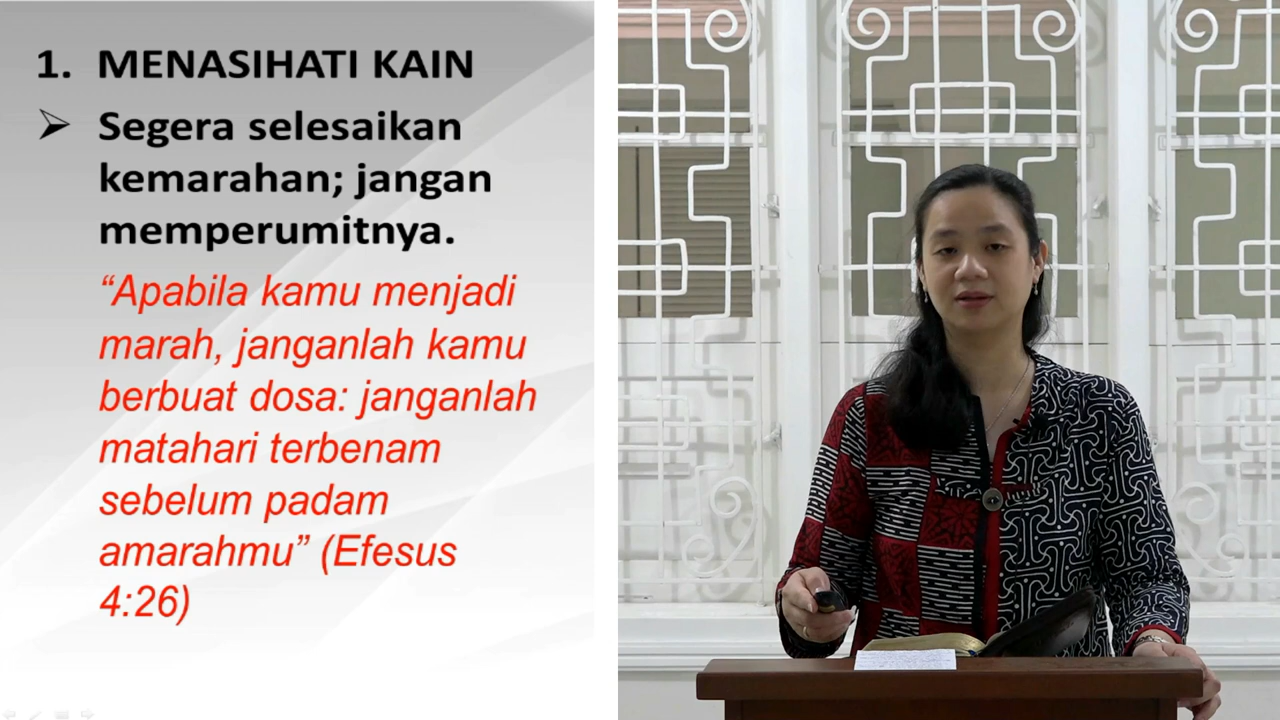 1. MENASIHATI KAIN
➢ Segera selesaikan
kemarahan; jangan
memperumitnya.
“Apabila kamu menjadi
marah, janganlah kamu
berbuat dosa: janganlah
matahari terbenam
sebelum padam
amarahmu” (Efesus
4:26)